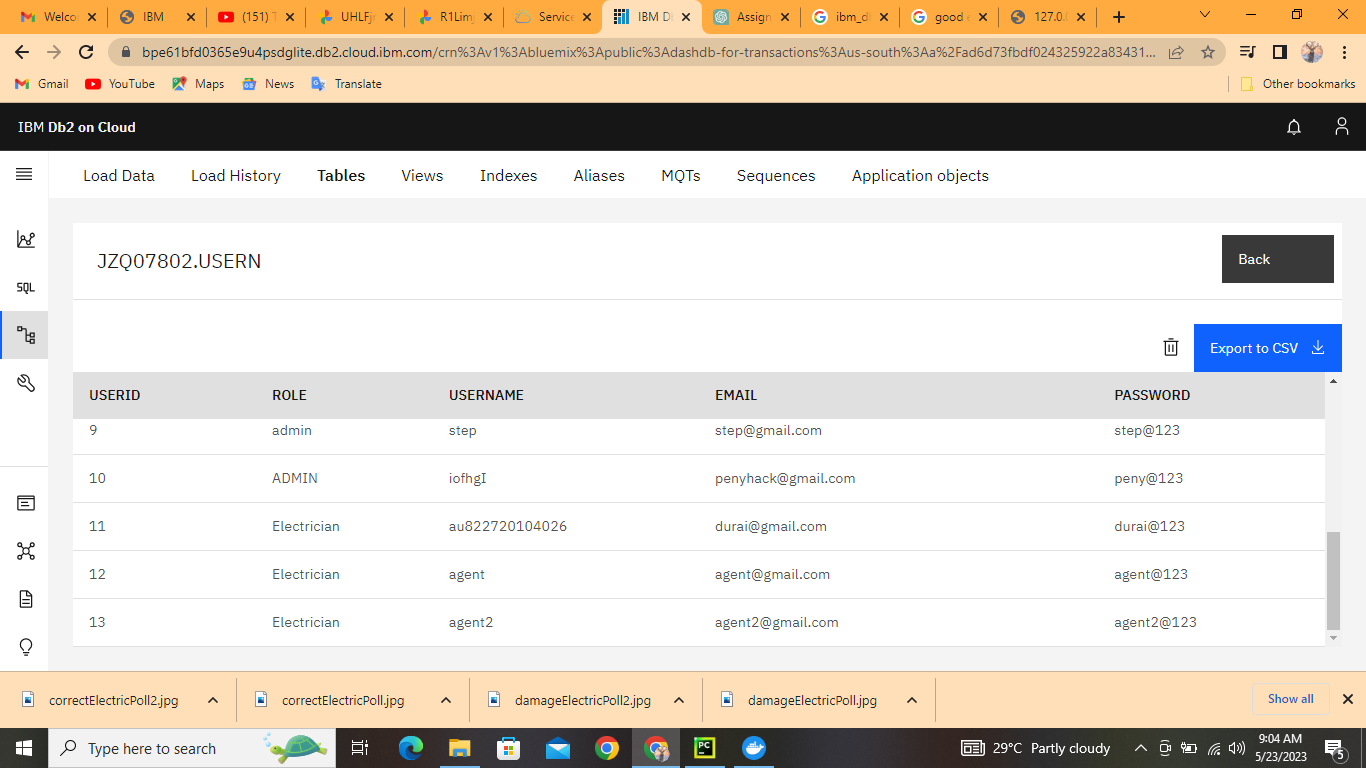 Welco
IBM
(151) T
UHLFj
R1Lim
Service
IBM D
Assign
ibm_d
good e
127.0.
bpe61bfd0365e9u4psdglite.db2.cloud.ibm.com/crn%3Av1%3Abluemix%3Apublic%3Adashdb-for-transactions%3Aus-south%3Aa%2Fad6d73fbdf024325922a83431...
Gmail
YouTube
Maps
News
Translate
Other bookmarks
IBM Db2 on Cloud
Load Data
Load History
Tables
Views
Indexes
Aliases
MQTs
Sequences
Application objects
SQL
JZQ07802.USERN
Back
Export to CSV
USERID ROLE USERNAME EMAIL PASSWORD
9 admin step step@gmail.com step@123
10 ADMIN iofhgI penyhack@gmail.com peny@123
11 Electrician au822720104026 durai@gmail.com durai@123
12 Electrician agent agent@gmail.com agent@123
13 Electrician agent2 agent2@gmail.com agent2@123
correctElectricPoll2.jpg
correctElectricPoll.jpg
damageElectricPoll2.jpg
damageElectricPoll.jpg
Show all
Type here to search
PC
29°C Partly cloudy
9:04 AM
5/23/2023
5